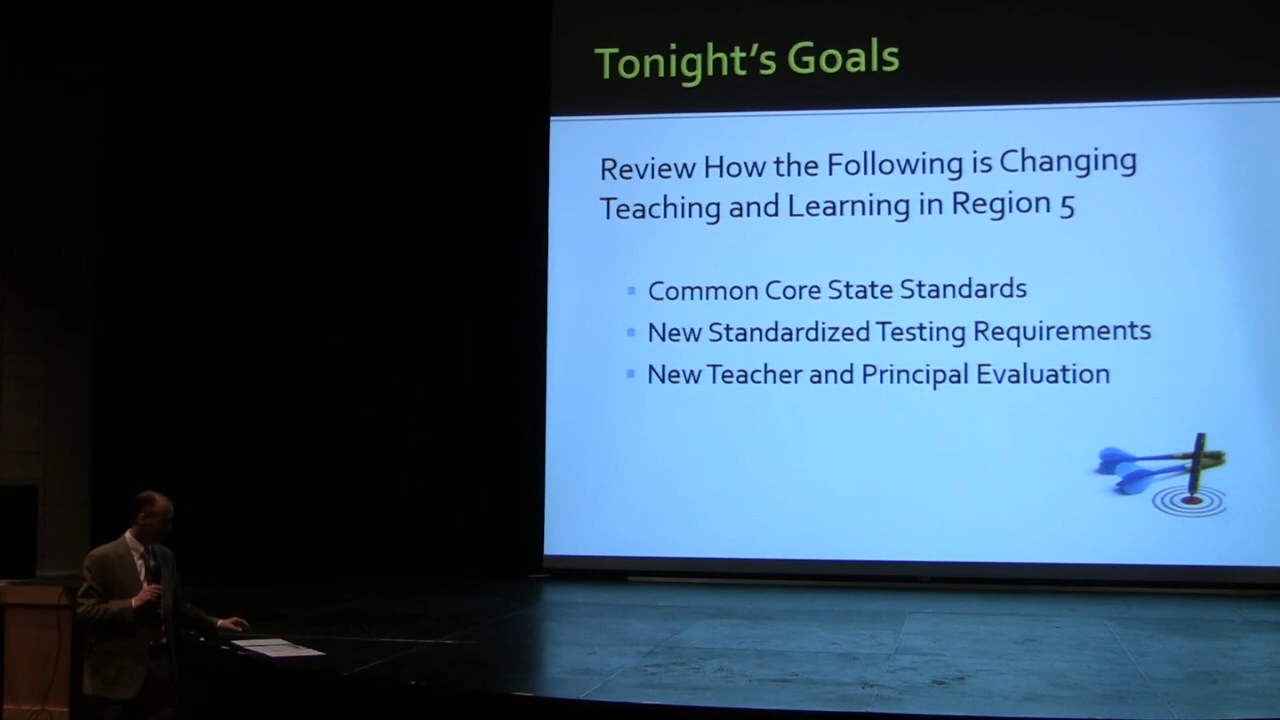 Tonight's Goals
Review How the Following is Changing
Teaching and Learning in Region 5
Common Core State Standards
New Standardized Testing Requirements
New Teacher and Principal Evaluation